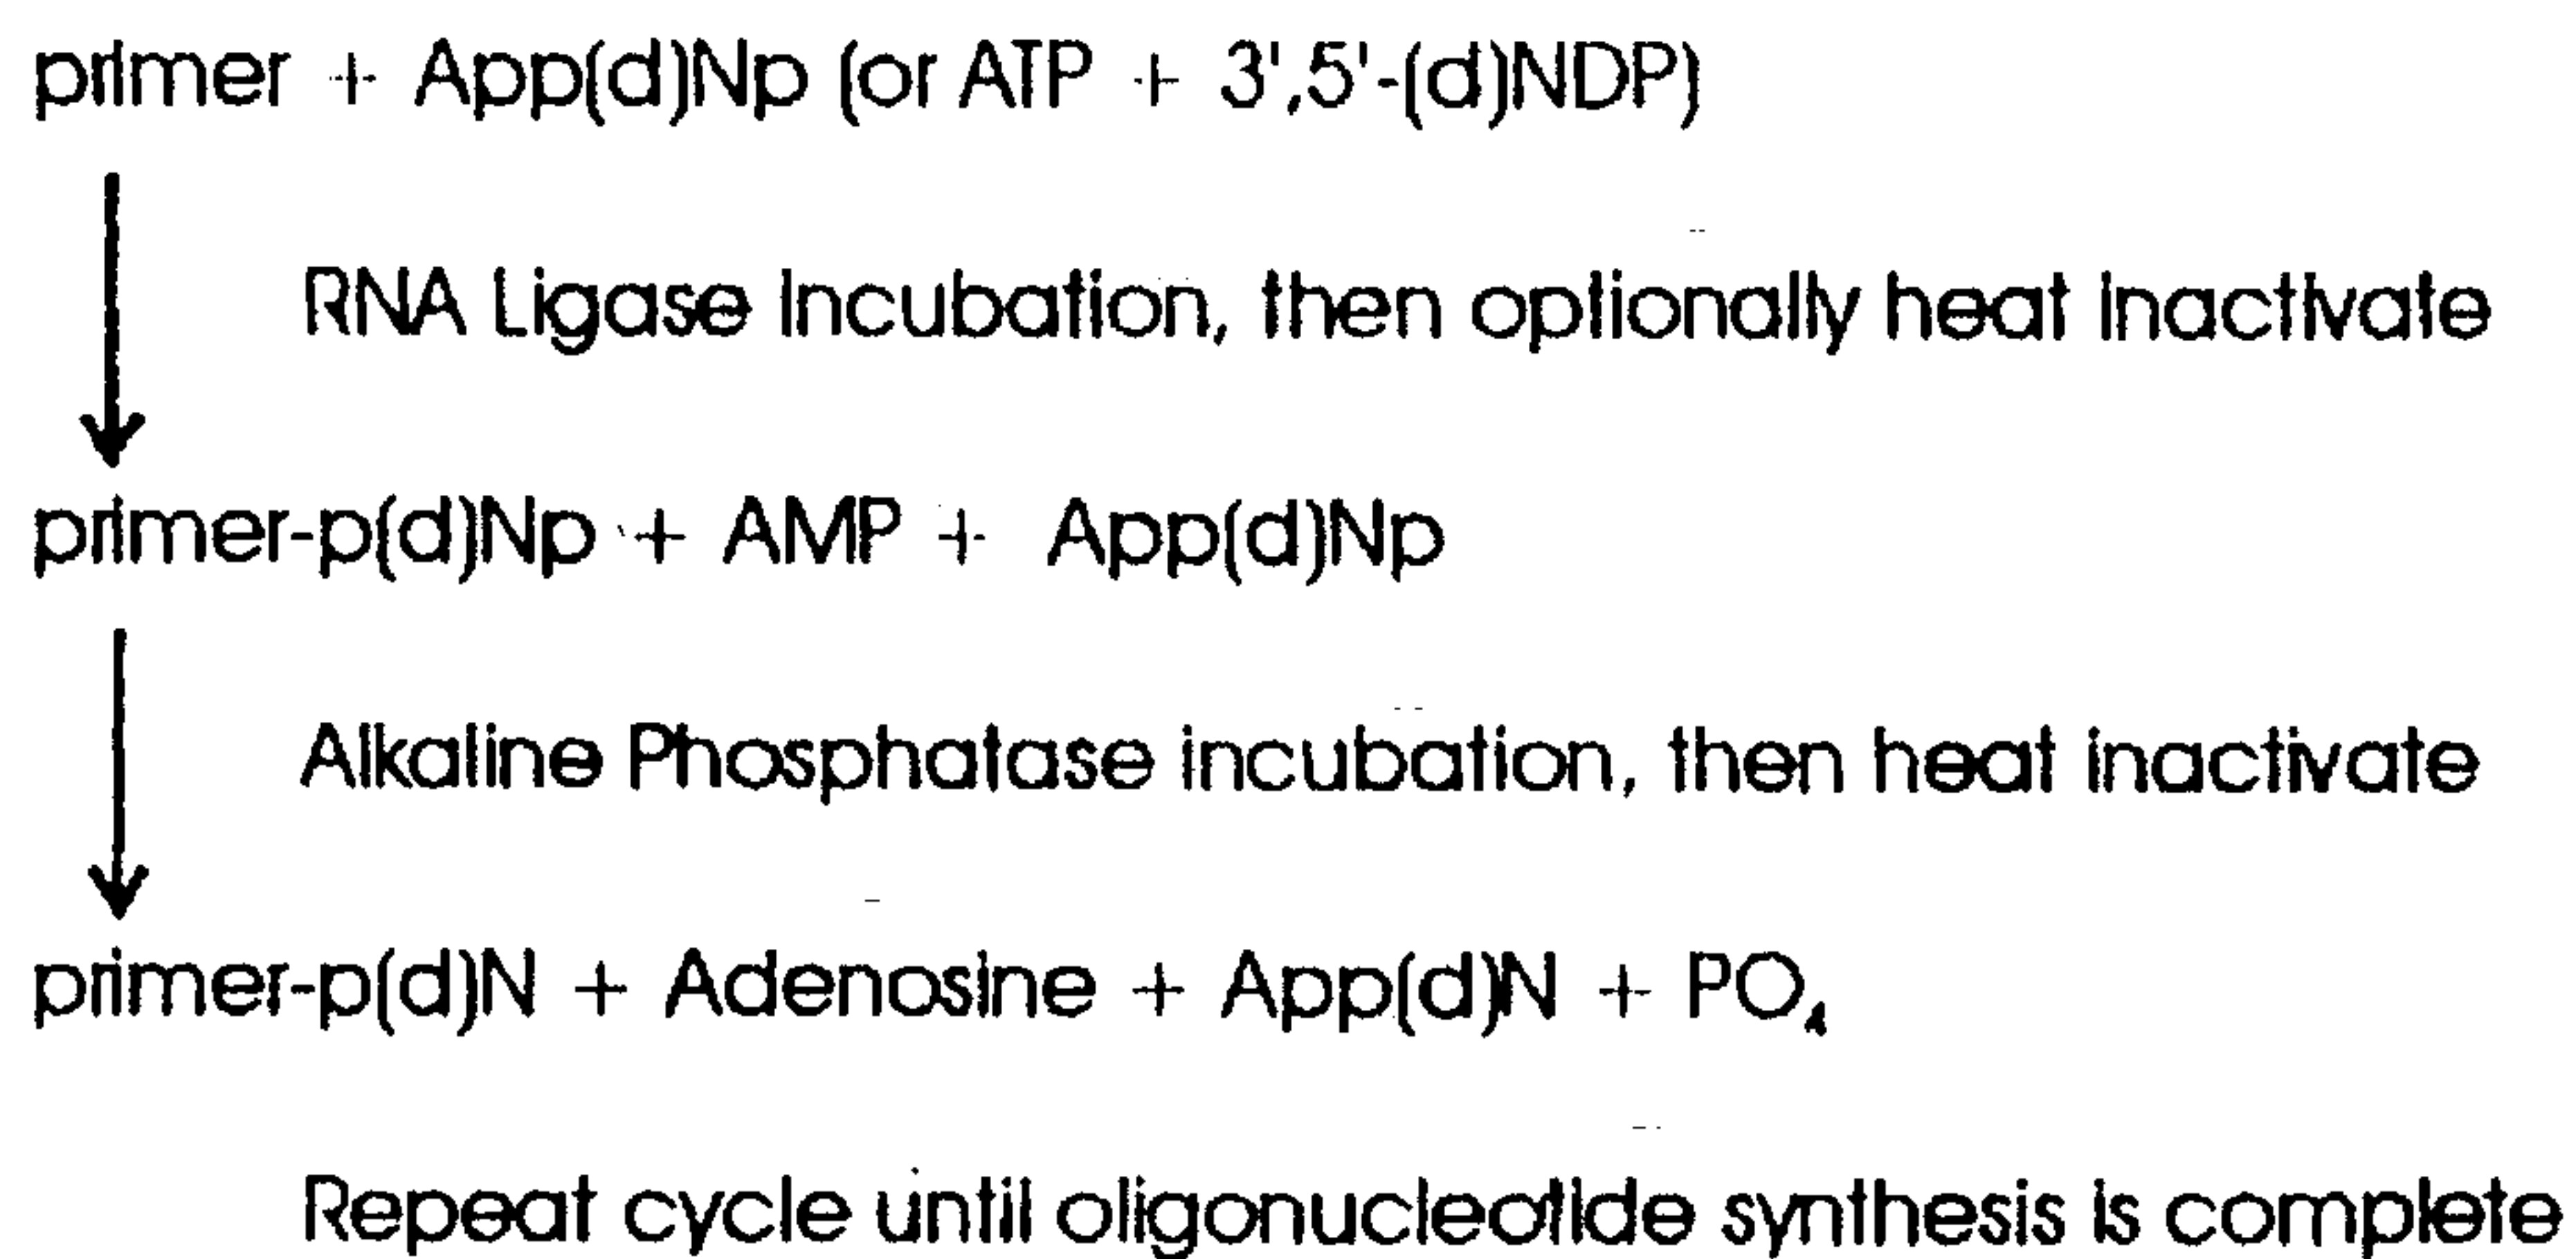 primer + App(d)Np (or ATP + 3',5'-(d)NDP)
RNA Ligase Incubation, then optionally heat inactivate
primer-p(d)Np + AMP + App(d)Np
Alkaline Phosphatase incubation, then heat inactivate
primer-p(d)N + Adenosine + App(d)N + PO₄
Repeat cycle until oligonucleotide synthesis is complete